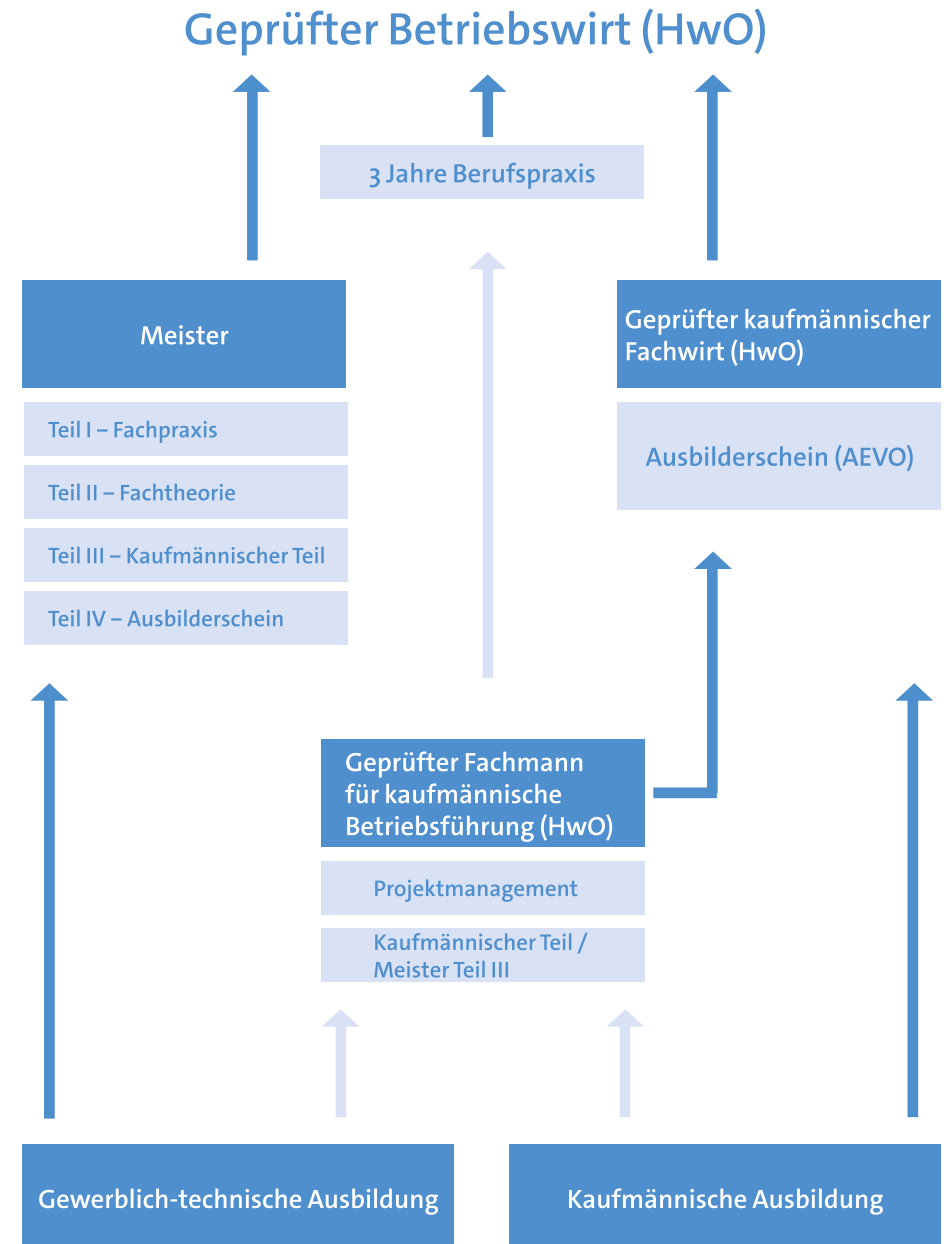 Geprüfter Betriebswirt (HwO)
3 Jahre Berufspraxis
Meister
Geprüfter kaufmännischer
Fachwirt (HwO)
Teil I – Fachpraxis
Teil II – Fachtheorie
Teil III – Kaufmännischer Teil
Teil IV – Ausbilderschein
Ausbilderschein (AEVO)
Geprüfter Fachmann
für kaufmännische
Betriebsführung (HwO)
Projektmanagement
Kaufmännischer Teil /
Meister Teil III
Gewerblich-technische Ausbildung
Kaufmännische Ausbildung